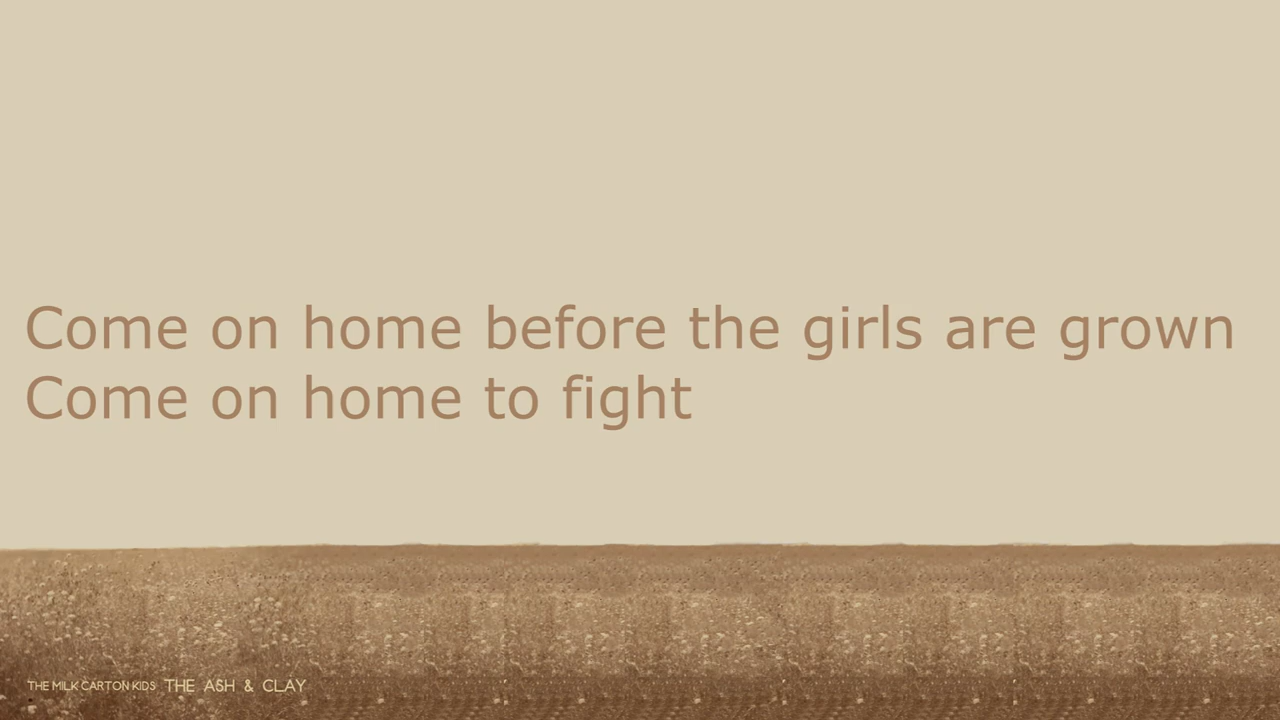 Come on home before the girls are grown
Come on home to fight
THE MILK CARTON KIDS THE ASH & CLAY